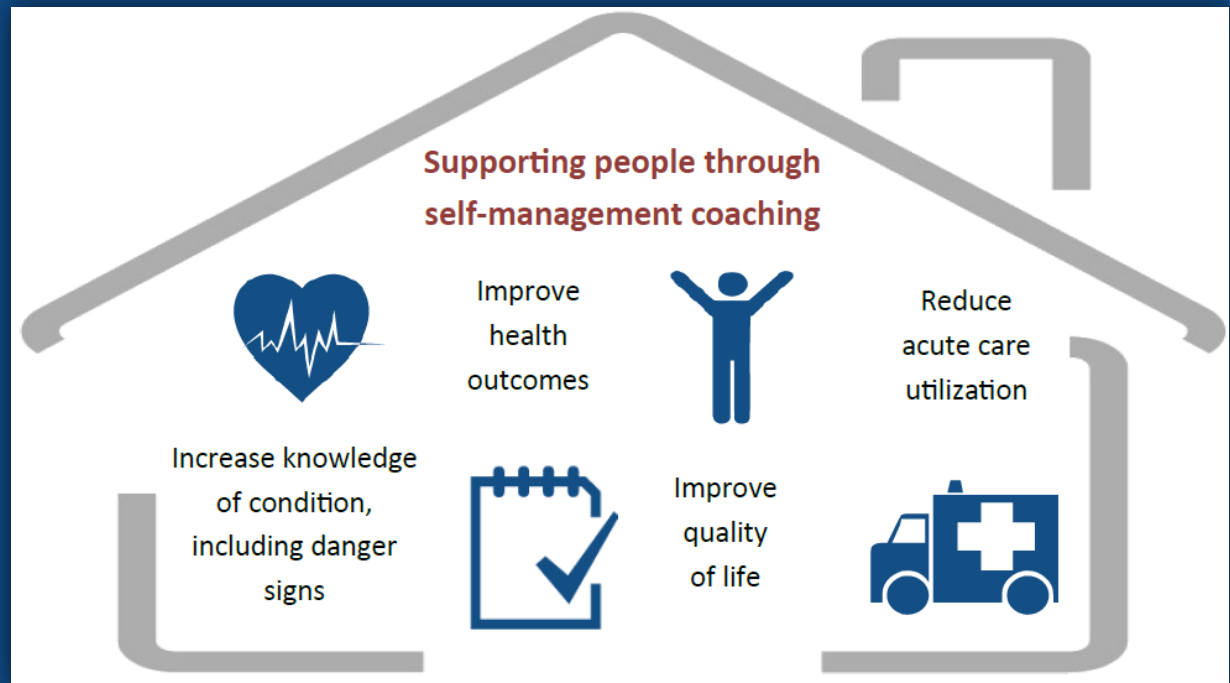 Supporting people through
self-management coaching
Increase knowledge
of condition,
including danger
signs
Improve
health
outcomes
Improve
quality
of life
Reduce
acute care
utilization